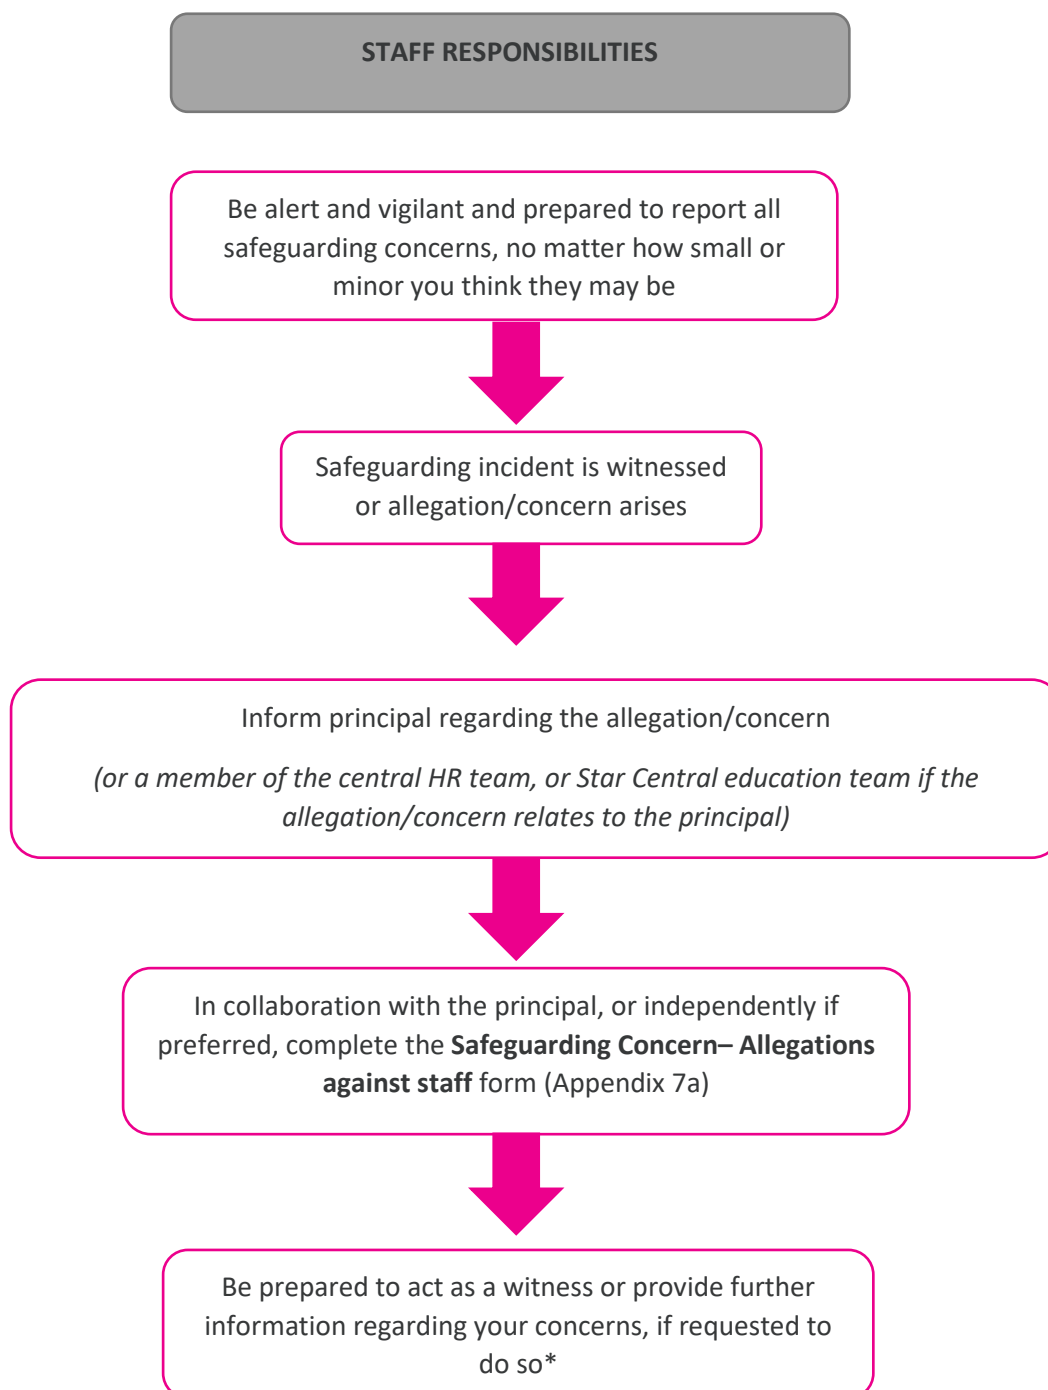 STAFF RESPONSIBILITIES
Be alert and vigilant and prepared to report all
safeguarding concerns, no matter how small or
minor you think they may be
Safeguarding incident is witnessed
or allegation/concern arises
Inform principal regarding the allegation/concern
(or a member of the central HR team, or Star Central education team if the
allegation/concern relates to the principal)
In collaboration with the principal, or independently if
preferred, complete the Safeguarding Concern– Allegations
against staff form (Appendix 7a)
Be prepared to act as a witness or provide further
information regarding your concerns, if requested to
do so*